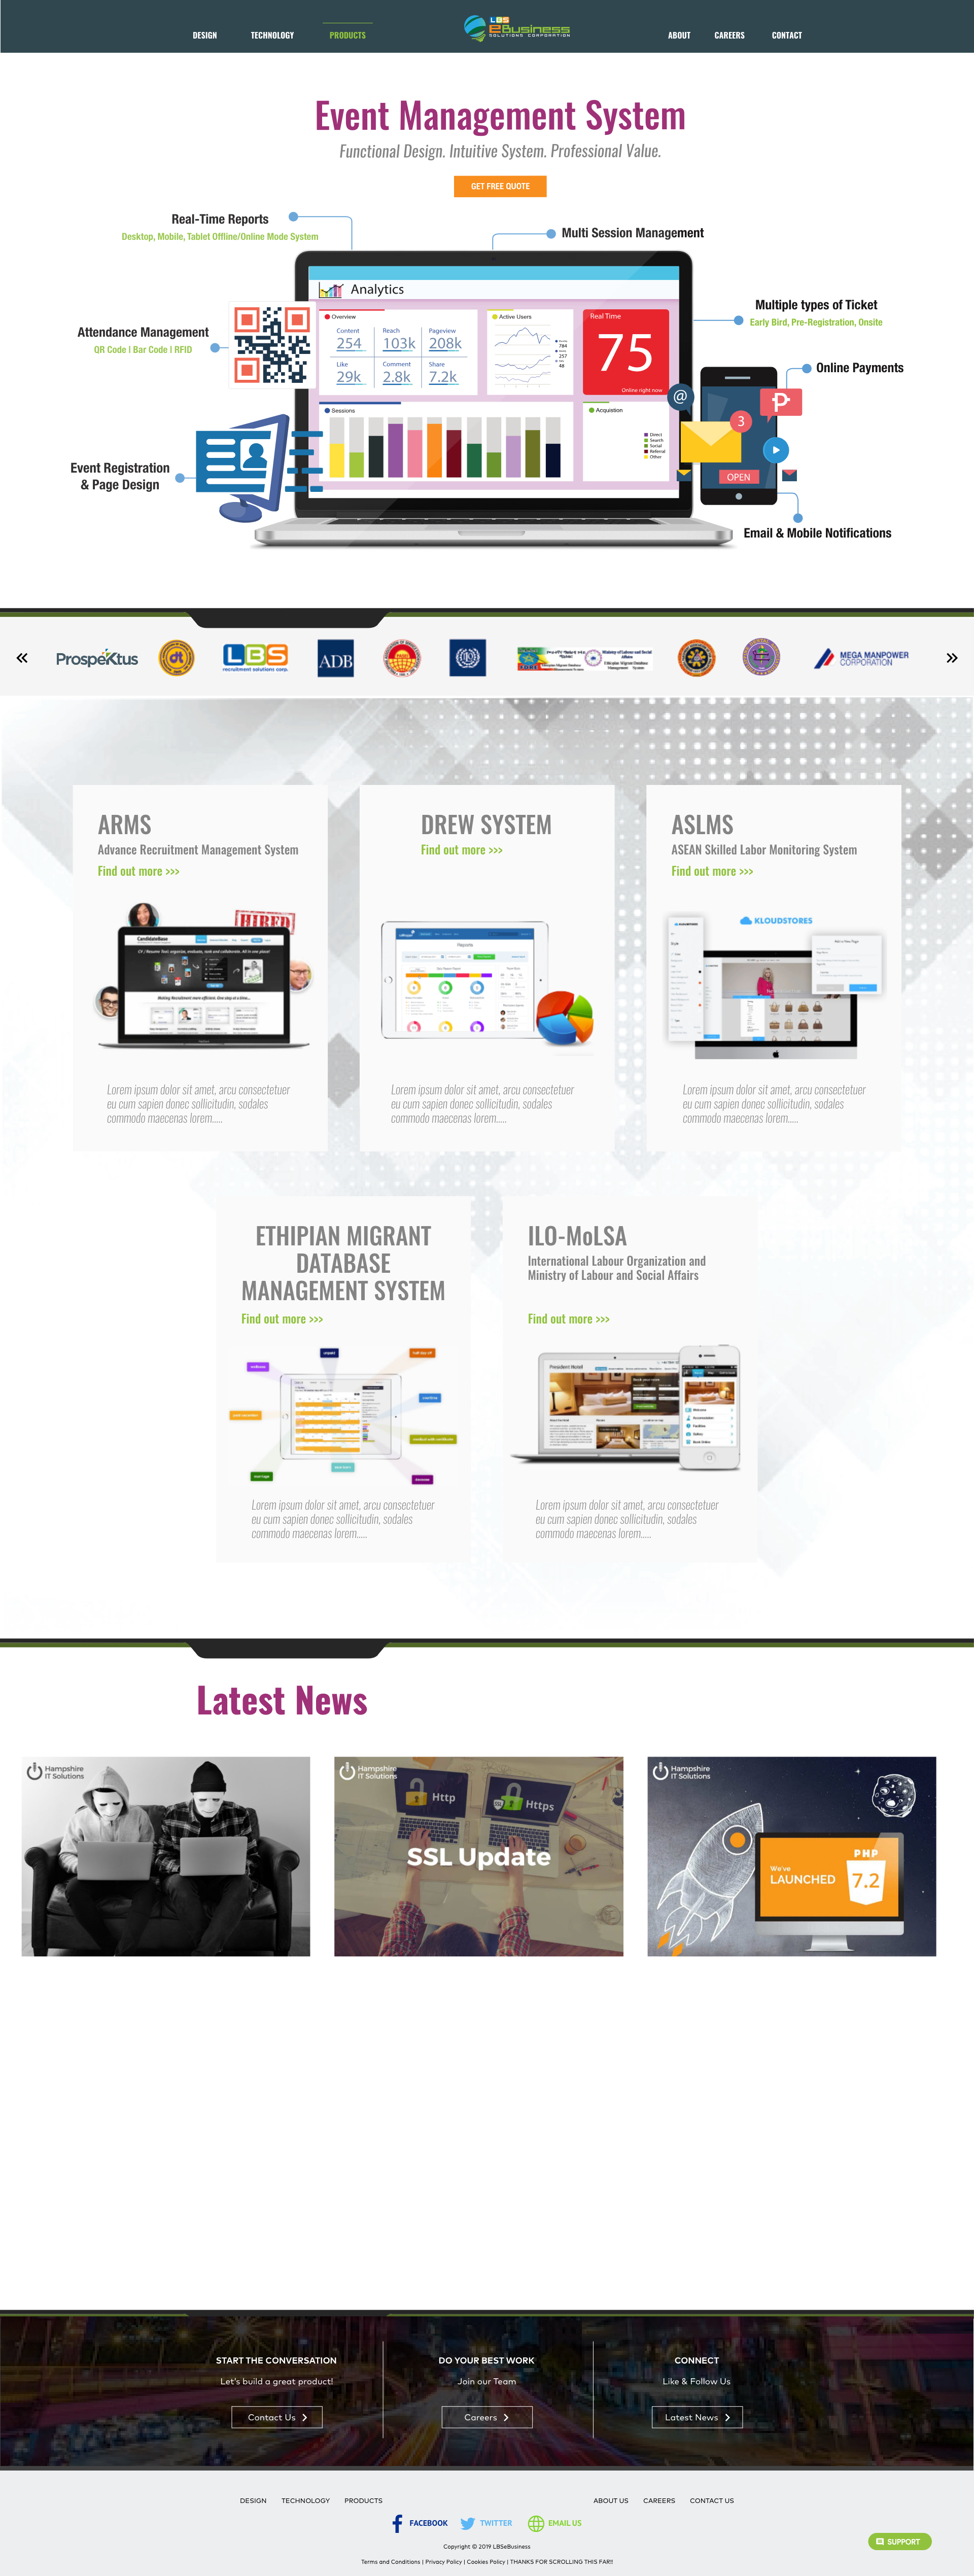 DESIGN TECHNOLOGY PRODUCTS
LBS
eBusiness
SOLUTIONS CORPORATION
ABOUT CAREERS CONTACT
Event Management System
Functional Design. Intuitive System. Professional Value.
GET FREE QUOTE
Real-Time Reports
Desktop, Mobile, Tablet Offline/Online Mode System
Multi Session Management
Attendance Management
QR Code | Bar Code | RFID
Multiple types of Ticket
Early Bird, Pre-Registration, Onsite
Online Payments
Event Registration
& Page Design
Email & Mobile Notifications
Analytics
Overview
Content Reach Pageview
254 103k 208k
Like Comment Share
29k 2.8k 7.2k
Active Users
784
257
48
Real Time
75
Online right now
Sessions
Acquistion
Direct
Search
Social
Referral
Other
@
3
P
OPEN
ProspeKtus
dt
LBS
recruitment solutions corp.
ADB
MEGA MANPOWER
CORPORATION
ARMS
Advance Recruitment Management System
Find out more >>>
HIRED
CandidateBase
Lorem ipsum dolor sit amet, arcu consectetuer
eu cum sapien donec sollicitudin, sodales
commodo maecenas lorem.....
DREW SYSTEM
Find out more >>>
Reports
Lorem ipsum dolor sit amet, arcu consectetuer
eu cum sapien donec sollicitudin, sodales
commodo maecenas lorem.....
ASLMS
ASEAN Skilled Labor Monitoring System
Find out more >>>
KLOUDSTORES
Lorem ipsum dolor sit amet, arcu consectetuer
eu cum sapien donec sollicitudin, sodales
commodo maecenas lorem.....
ETHIPIAN MIGRANT
DATABASE
MANAGEMENT SYSTEM
Find out more >>>
Lorem ipsum dolor sit amet, arcu consectetuer
eu cum sapien donec sollicitudin, sodales
commodo maecenas lorem.....
ILO-MoLSA
International Labour Organization and
Ministry of Labour and Social Affairs
Find out more >>>
President Hotel
Lorem ipsum dolor sit amet, arcu consectetuer
eu cum sapien donec sollicitudin, sodales
commodo maecenas lorem.....
Latest News
Hampshire
IT Solutions
Hampshire
IT Solutions
Http
SSL
Https
SSL Update
Hampshire
IT Solutions
We've
LAUNCHED
PHP
7.2
START THE CONVERSATION
Let's build a great product!
Contact Us
DO YOUR BEST WORK
Join our Team
Careers
CONNECT
Like & Follow Us
Latest News
DESIGN TECHNOLOGY PRODUCTS
ABOUT US CAREERS CONTACT US
FACEBOOK TWITTER EMAIL US
SUPPORT
Copyright © 2019 LBSeBusiness
Terms and Conditions | Privacy Policy | Cookies Policy | THANKS FOR SCROLLING THIS FAR!!